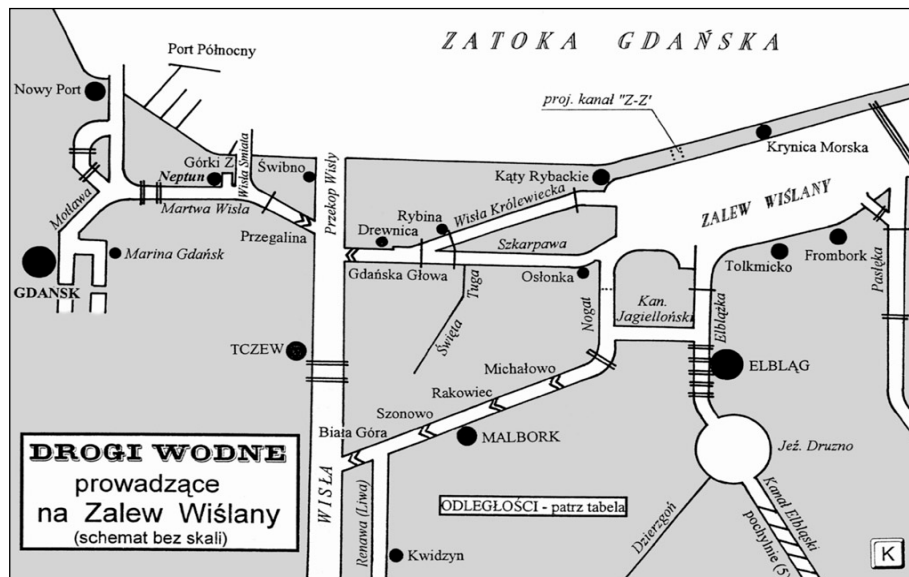 ZATOKA GDAŃSKA
Port Północny
Nowy Port
proj. kanał "Z-Z'
Krynica Morska
Górki Z
Wisła Śmiała
Świbno
Przekop Wisły
Kąty Rybackie
Neptun
Martwa Wisła
Motława
Wisła Królewiecka
ZALEW WIŚLANY
Rybina
Drewnica
Przegalina
Szkarpawa
Marina Gdańsk
Gdańska Głowa
Osłonka
Tolkmicko
Frombork
Pasłęka
GDANSK
Tuga
Kan.
Jagielloński
Nogat
Elbląźka
Święta
TCZEW
Michałowo
ELBLĄG
Rakowiec
Szonowo
Biała Góra
MALBORK
Jeź. Druzno
DROGI WODNE
prowadzące
na Zalew Wiślany
(schemat bez skali)
WISŁA
Renawa (Liwa)
ODLEGŁOŚCI - patrz tabela
Dzierzgoń
Kanał Elbląski
pochylnie (5)
Kwidzyn
K